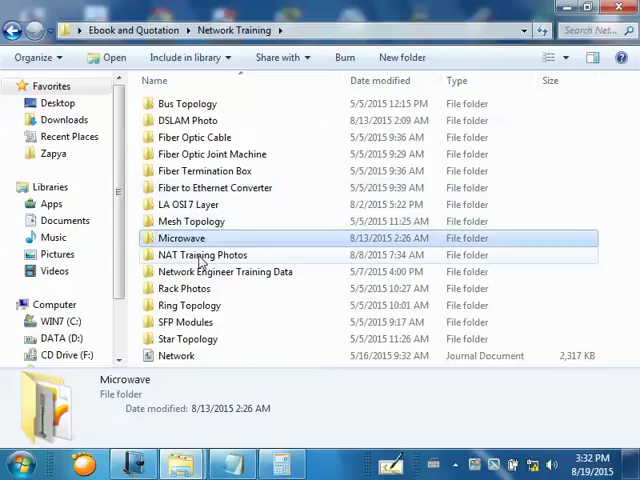 Ebook and Quotation ▸ Network Training ▸
Search Net...
Organize Open Include in library Share with Burn New folder
Name Date modified Type Size
Favorites
Desktop
Downloads
Recent Places
Zapya
Libraries
Apps
Documents
Music
Pictures
Videos
Computer
WIN7 (C:)
DATA (D:)
CD Drive (F:)
Bus Topology 5/5/2015 12:15 PM File folder
DSLAM Photo 8/13/2015 2:09 AM File folder
Fiber Optic Cable 5/5/2015 9:36 AM File folder
Fiber Optic Joint Machine 5/5/2015 9:29 AM File folder
Fiber Termination Box 5/5/2015 9:36 AM File folder
Fiber to Ethernet Converter 5/5/2015 9:39 AM File folder
LA OSI 7 Layer 8/2/2015 5:22 PM File folder
Mesh Topology 5/5/2015 11:25 AM File folder
Microwave 8/13/2015 2:26 AM File folder
NAT Training Photos 8/8/2015 7:34 AM File folder
Network Engineer Training Data 5/7/2015 4:00 PM File folder
Rack Photos 5/5/2015 10:27 AM File folder
Ring Topology 5/5/2015 10:01 AM File folder
SFP Modules 5/5/2015 9:17 AM File folder
Star Topology 5/5/2015 11:29 AM File folder
Network 5/16/2015 9:32 AM Journal Document 2,317 KB
Microwave
File folder
Date modified: 8/13/2015 2:26 AM
3:32 PM
8/19/2015